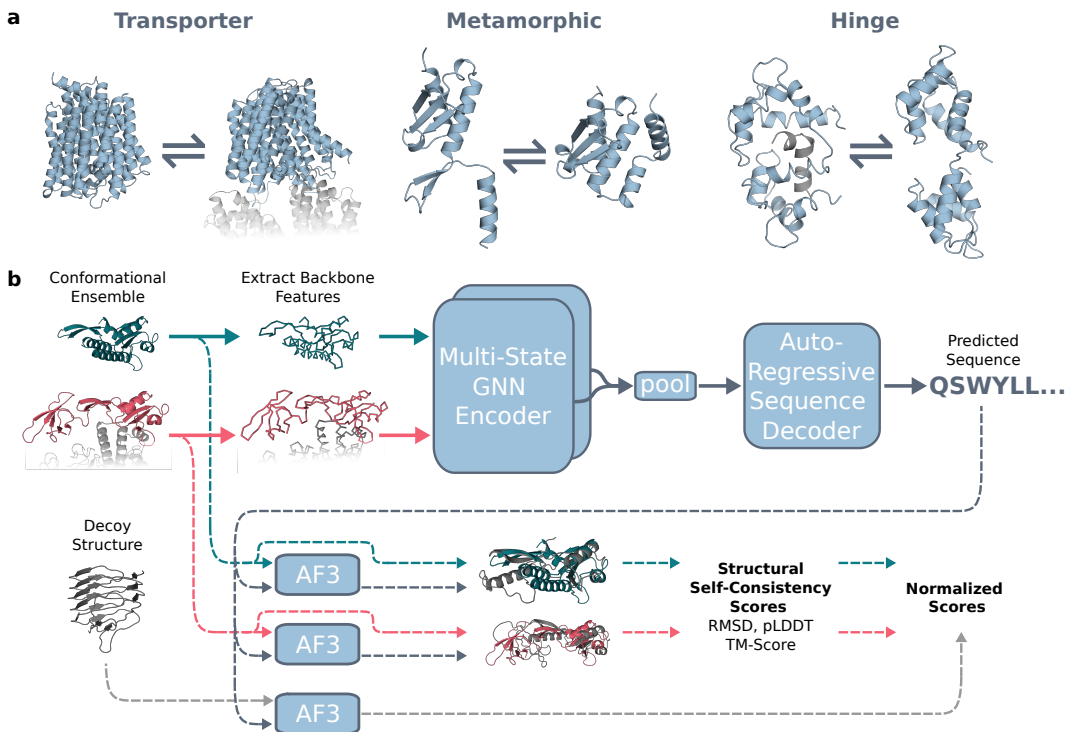 a
Transporter
Metamorphic
Hinge
b
Conformational
Ensemble
Extract Backbone
Features
Multi-State
GNN
Encoder
pool
Auto-
Regressive
Sequence
Decoder
Predicted
Sequence
QSWYLL...
Decoy
Structure
AF3
AF3
AF3
Structural
Self-Consistency
Scores
RMSD, pLDDT
TM-Score
Normalized
Scores